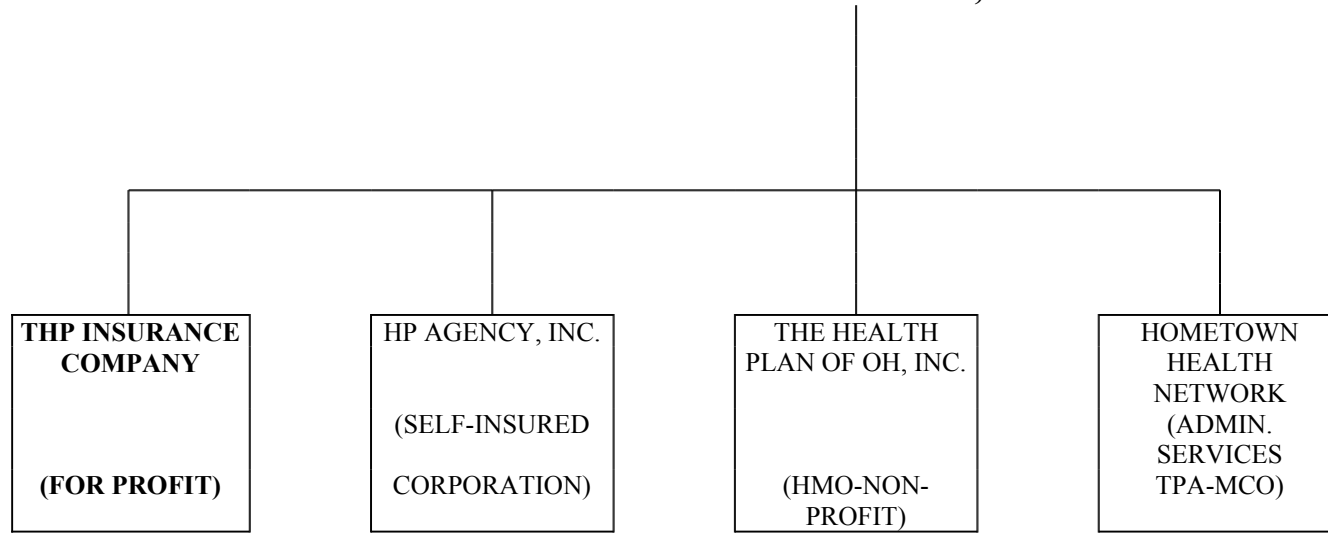 THP INSURANCE
COMPANY
(FOR PROFIT)
HP AGENCY, INC.
(SELF-INSURED
CORPORATION)
THE HEALTH
PLAN OF OH, INC.
(HMO-NON-
PROFIT)
HOMETOWN
HEALTH
NETWORK
(ADMIN.
SERVICES
TPA-MCO)